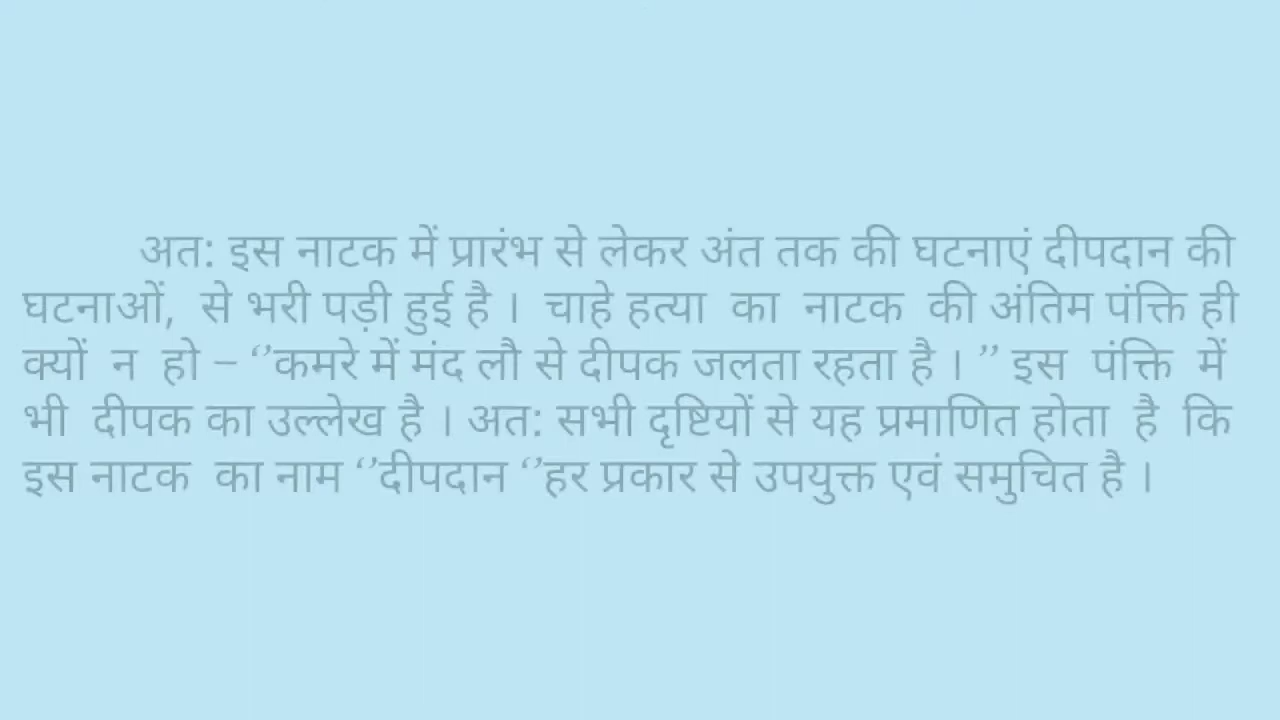 अत: इस नाटक में प्रारंभ से लेकर अंत तक की घटनाएं दीपदान की
घटनाओं,  से भरी पड़ी हुई है ।  चाहे हत्या  का  नाटक  की अंतिम पंक्ति ही
क्यों  न  हो – ‘’कमरे में मंद लौ से दीपक जलता रहता है । ’’ इस  पंक्ति  में
भी  दीपक का उल्लेख है । अत: सभी दृष्टियों से यह प्रमाणित होता  है  कि
इस नाटक  का नाम ‘’दीपदान ‘’हर प्रकार से उपयुक्त एवं समुचित है ।